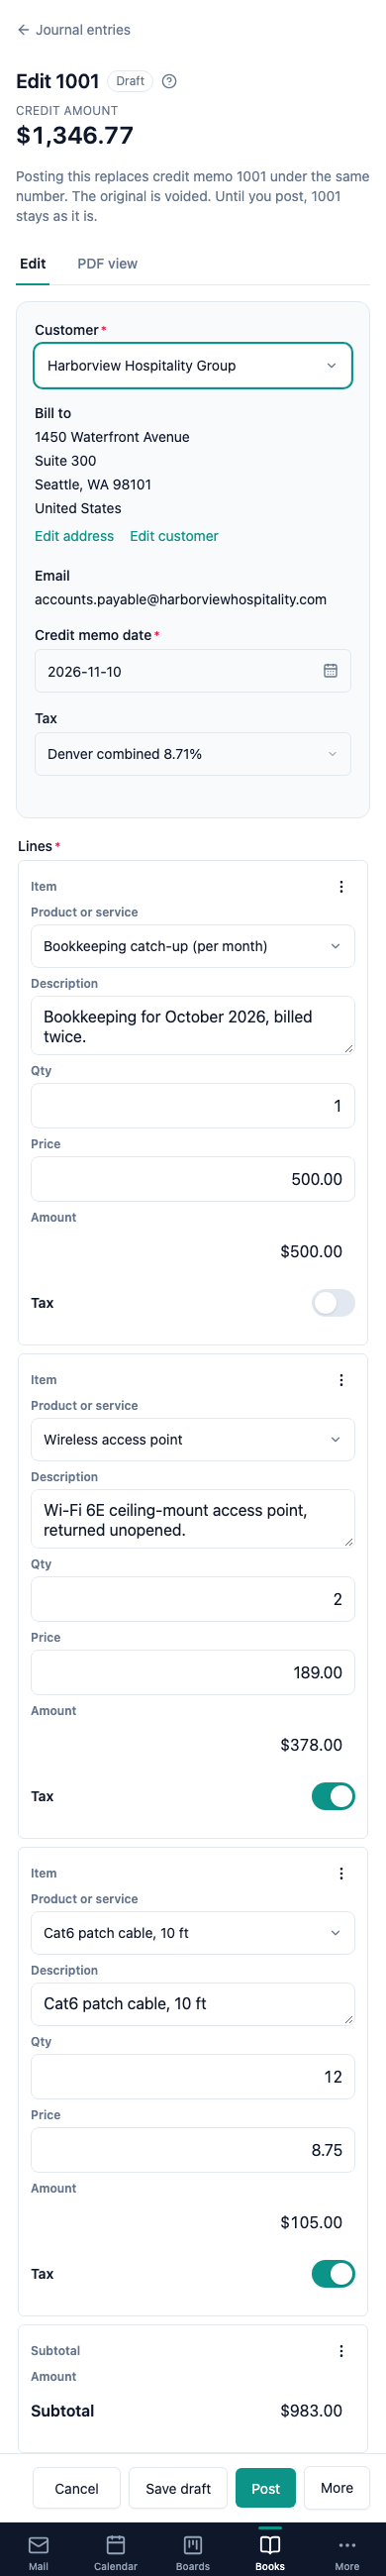 Journal entries
Edit 1001 Draft
CREDIT AMOUNT
$1,346.77
Posting this replaces credit memo 1001 under the same
number. The original is voided. Until you post, 1001
stays as it is.
Edit PDF view
Customer*
Harborview Hospitality Group
Bill to
1450 Waterfront Avenue
Suite 300
Seattle, WA 98101
United States
Edit address Edit customer
Email
accounts.payable@harborviewhospitality.com
Credit memo date*
2026-11-10
Tax
Denver combined 8.71%
Lines*
Item
Product or service
Bookkeeping catch-up (per month)
Description
Bookkeeping for October 2026, billed
twice.
Qty
1
Price
500.00
Amount
$500.00
Tax
Item
Product or service
Wireless access point
Description
Wi-Fi 6E ceiling-mount access point,
returned unopened.
Qty
2
Price
189.00
Amount
$378.00
Tax
Item
Product or service
Cat6 patch cable, 10 ft
Description
Cat6 patch cable, 10 ft
Qty
12
Price
8.75
Amount
$105.00
Tax
Subtotal
Amount
Subtotal $983.00
Cancel Save draft Post More
Mail Calendar Boards Books More